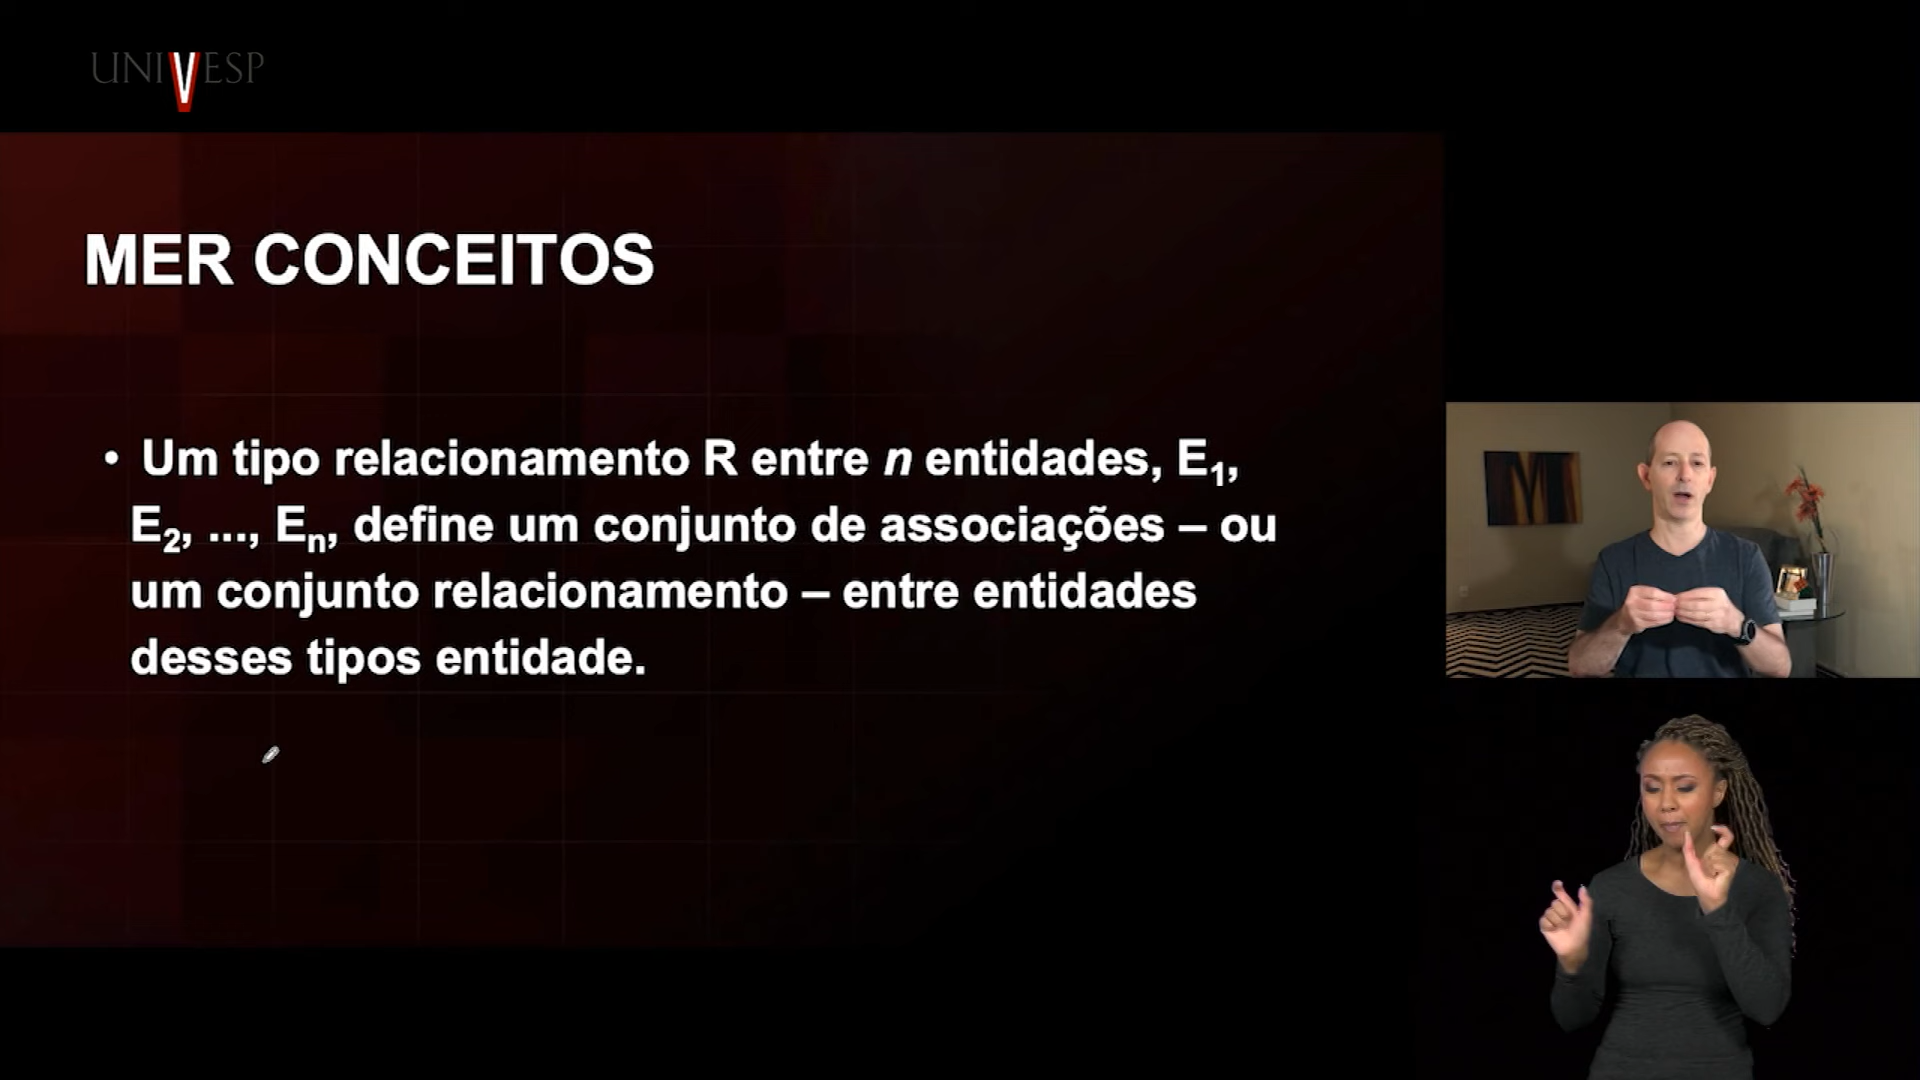 UNIVESP
MER CONCEITOS
• Um tipo relacionamento R entre n entidades, E1,
E2, ..., En, define um conjunto de associações – ou
um conjunto relacionamento – entre entidades
desses tipos entidade.